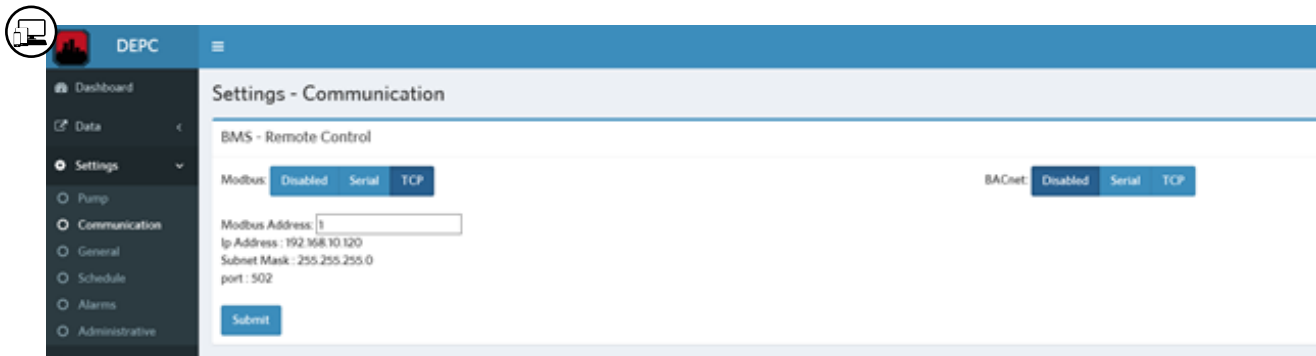 DEPC
Dashboard
Data
Settings
Pump
Communication
General
Schedule
Alarms
Administrative
Settings - Communication
BMS - Remote Control
Modbus: Disabled Serial TCP
BACnet: Disabled Serial TCP
Modbus Address: 1
Ip Address : 192.168.10.120
Subnet Mask : 255.255.255.0
port : 502
Submit